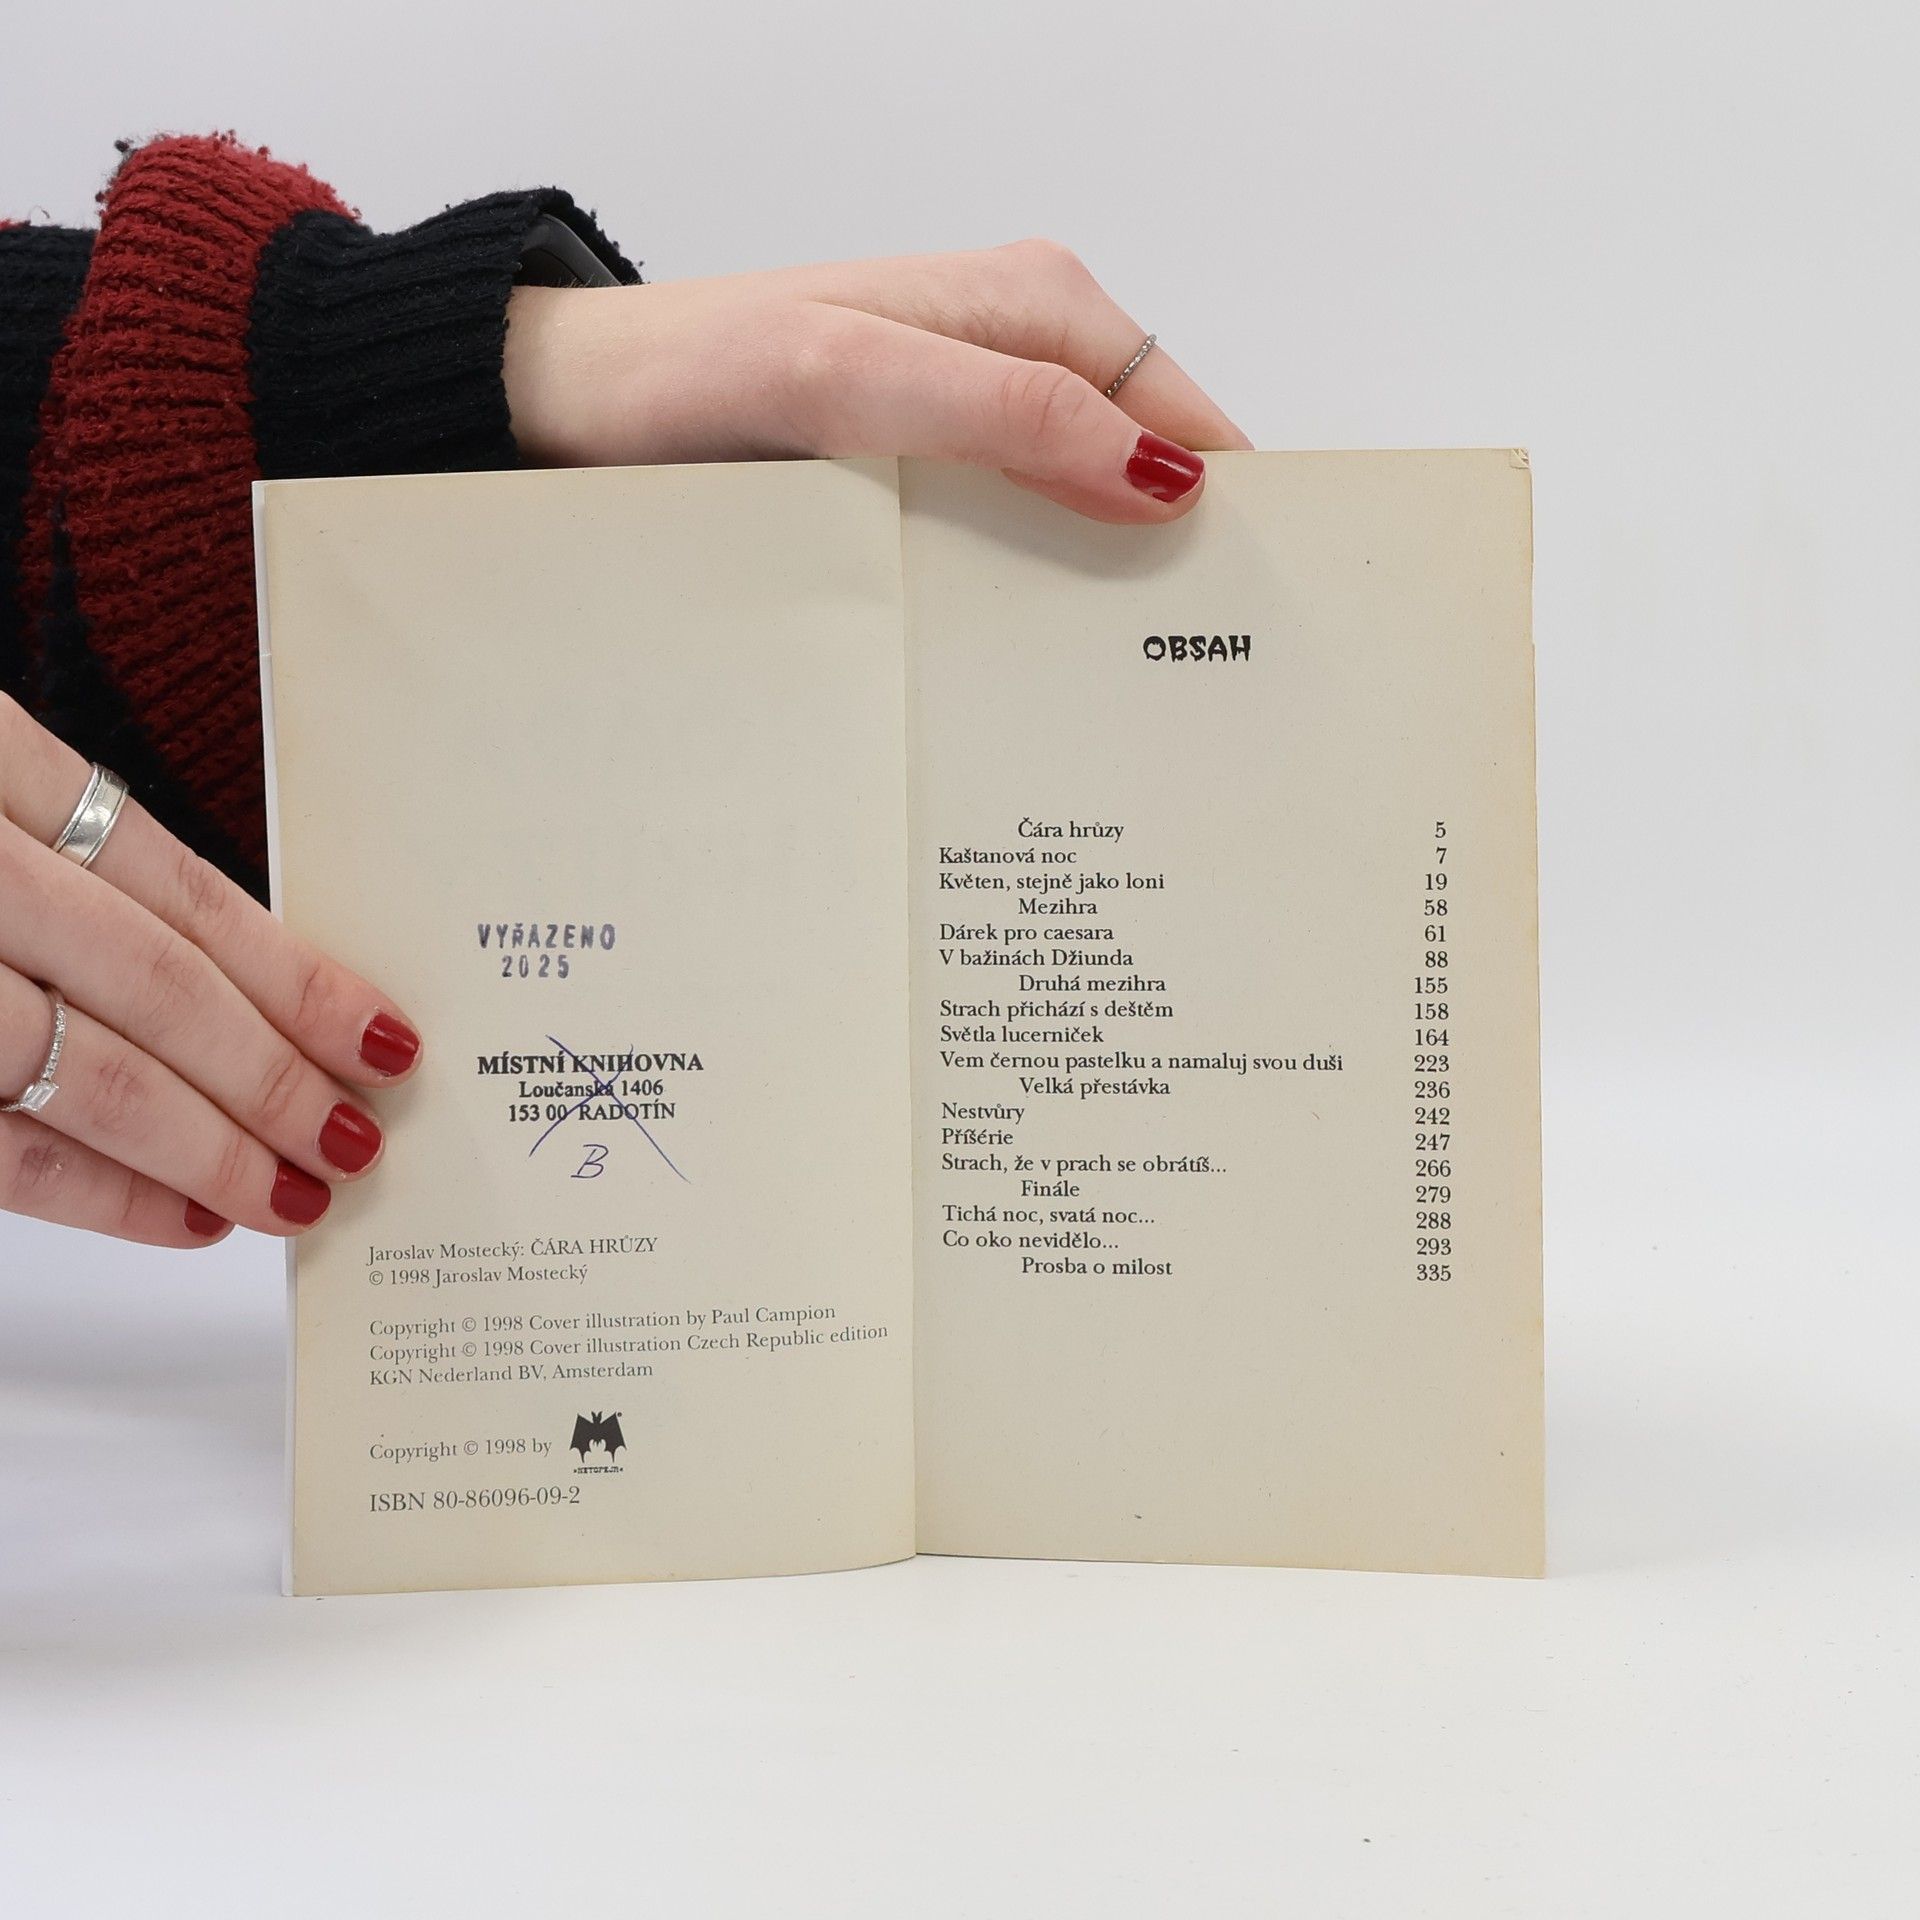 VYŘAZENO
2025
MÍSTNÍ KNIHOVNA
Loučanská 1406
153 00 RADOTÍN
B
Jaroslav Mostecký: ČÁRA HRŮZY
© 1998 Jaroslav Mostecký
Copyright © 1998 Cover illustration by Paul Campion
Copyright © 1998 Cover illustration Czech Republic edition
KGN Nederland BV, Amsterdam
Copyright © 1998 by
»NETOPEJR«
ISBN 80-86096-09-2
OBSAH
Čára hrůzy 5
Kaštanová noc 7
Květen, stejně jako loni 19
Mezihra 58
Dárek pro caesara 61
V bažinách Džiunda 88
Druhá mezihra 155
Strach přichází s deštěm 158
Světla lucerniček 164
Vem černou pastelku a namaluj svou duši 223
Velká přestávka 236
Nestvůry 242
Příšérie 247
Strach, že v prach se obrátíš... 266
Finále 279
Tichá noc, svatá noc... 288
Co oko nevidělo... 293
Prosba o milost 335